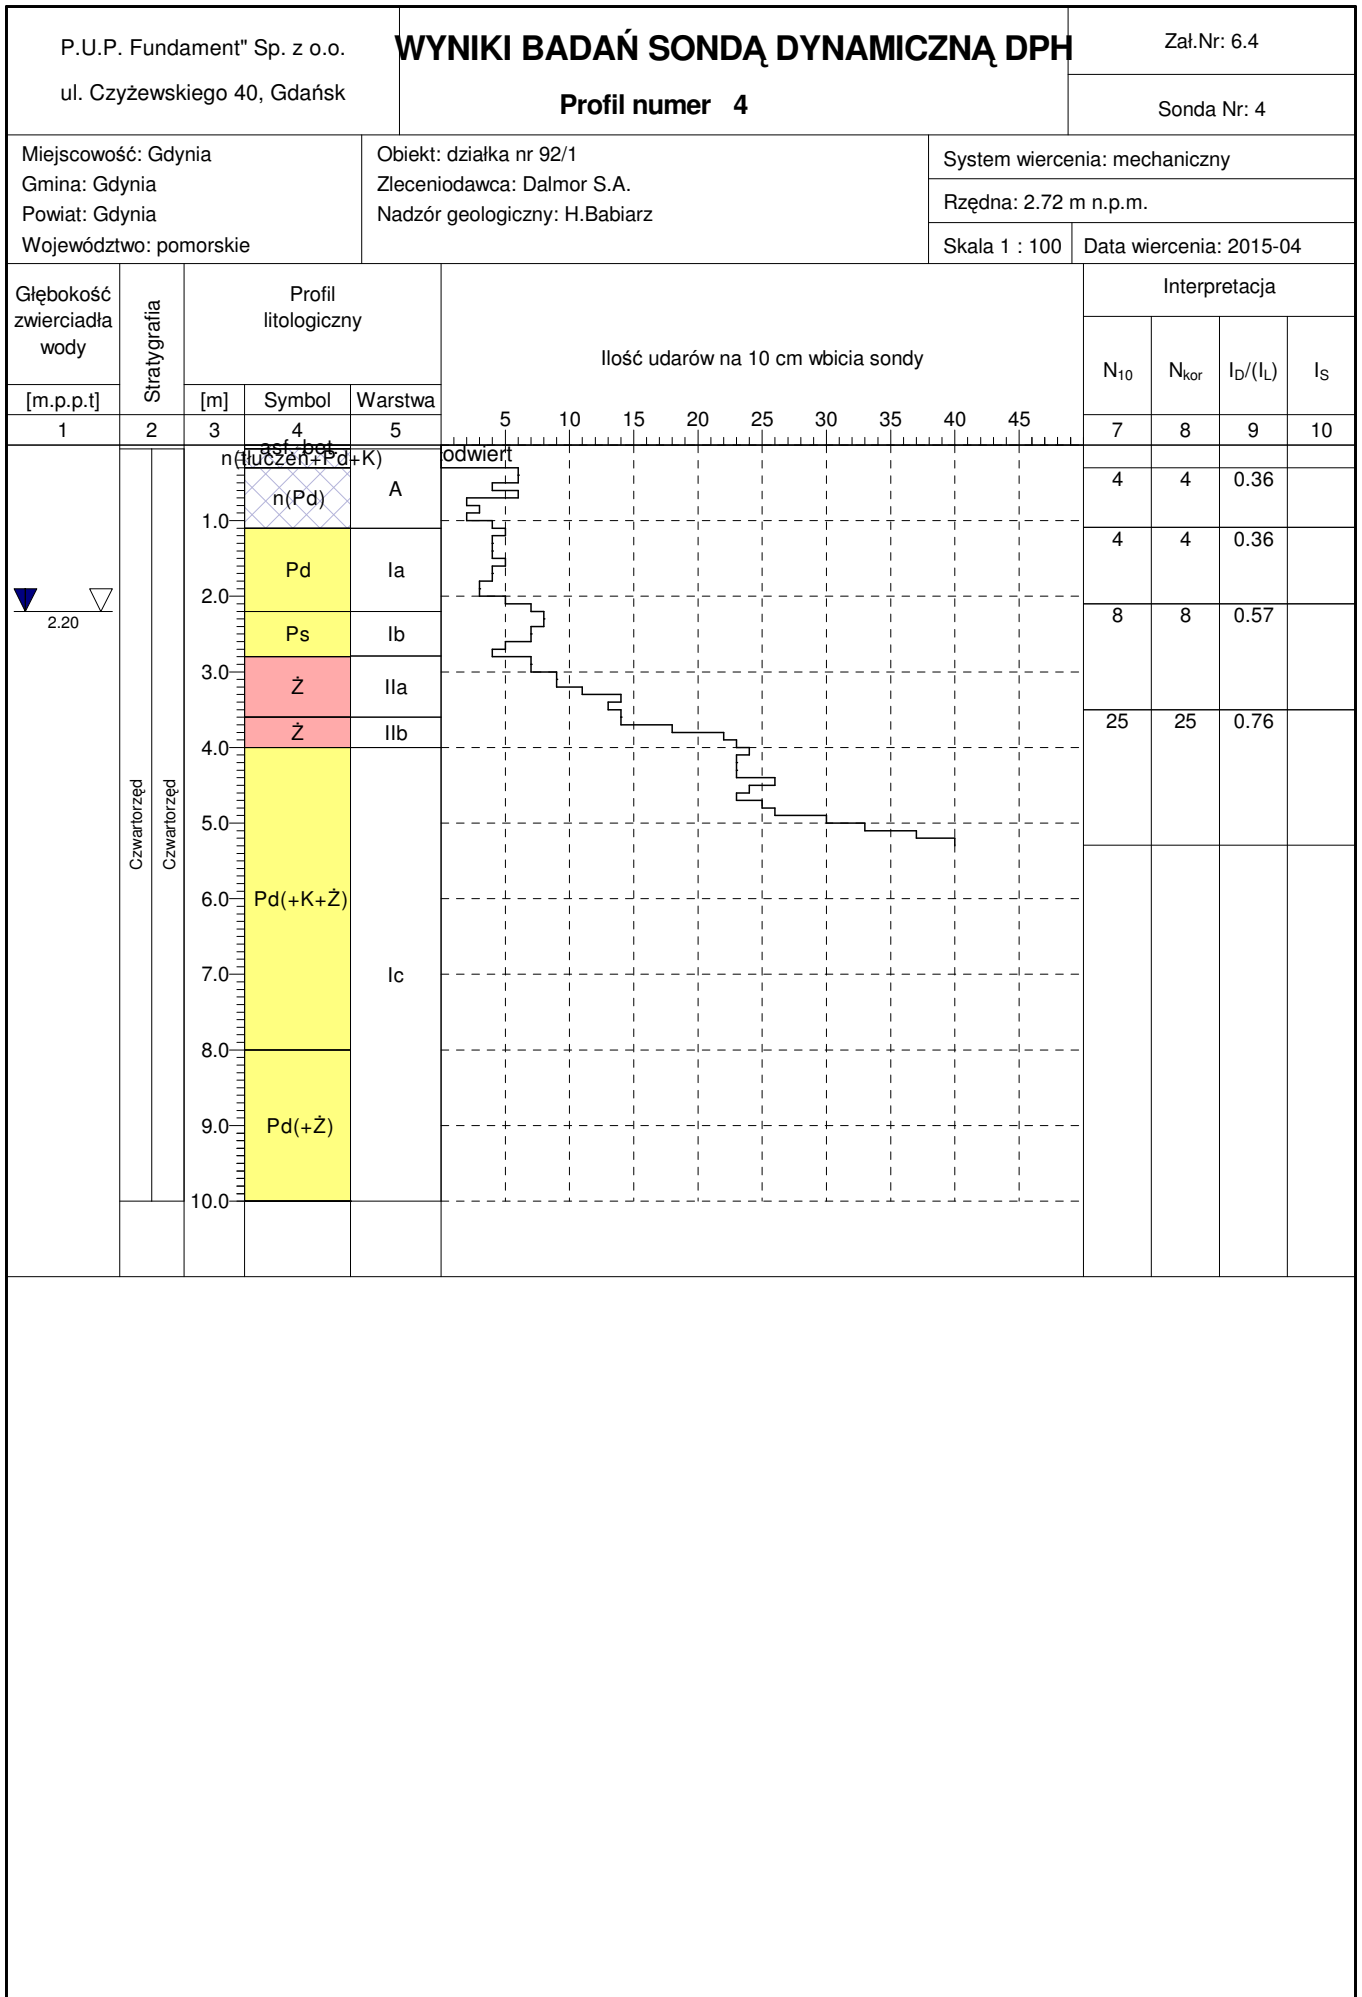 P.U.P. Fundament" Sp. z o.o.
ul. Czyżewskiego 40, Gdańsk
WYNIKI BADAŃ SONDĄ DYNAMICZNĄ DPH
Profil numer 4
Zał.Nr: 6.4
Sonda Nr: 4
Miejscowość: Gdynia
Gmina: Gdynia
Powiat: Gdynia
Województwo: pomorskie
Obiekt: działka nr 92/1
Zleceniodawca: Dalmor S.A.
Nadzór geologiczny: H.Babiarz
System wiercenia: mechaniczny
Rzędna: 2.72 m n.p.m.
Skala 1 : 100
Data wiercenia: 2015-04
Głębokość
zwierciadła
wody
[m.p.p.t]
Stratygrafia
Profil
litologiczny
[m] Symbol Warstwa
Ilość udarów na 10 cm wbicia sondy
5 10 15 20 25 30 35 40 45
Interpretacja
N10 Nkor ID/(IL) IS
1 2 3 4 5 7 8 9 10
asf. bet.
n(tłuczeń+Pd+K)
odwiert
n(Pd) A 4 4 0.36
1.0
Pd Ia 4 4 0.36
2.0
2.20
Ps Ib 8 8 0.57
3.0
Ż IIa
Ż IIb 25 25 0.76
4.0
Czwartorzęd
Czwartorzęd
5.0
6.0 Pd(+K+Ż)
7.0 Ic
8.0
9.0 Pd(+Ż)
10.0